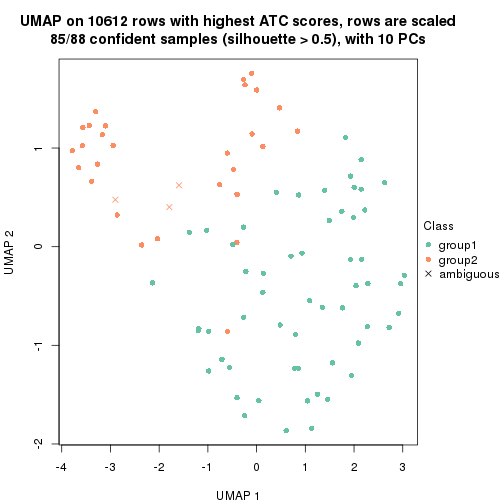 UMAP on 10612 rows with highest ATC scores, rows are scaled
85/88 confident samples (silhouette > 0.5), with 10 PCs
1
0
-1
-2
UMAP 2
-4
-3
-2
-1
0
1
2
3
UMAP 1
Class
group1
group2
ambiguous